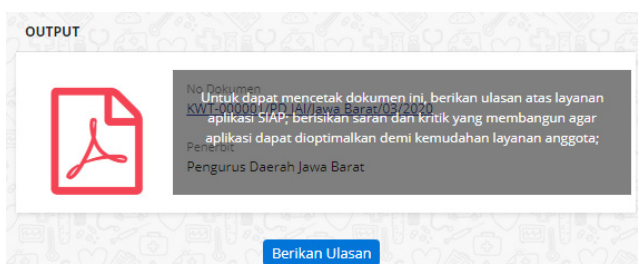 OUTPUT
No Dokumen
KWT-000001/PD IAI/Jawa Barat/03/2020
Untuk dapat mencetak dokumen ini, berikan ulasan atas layanan
aplikasi SIAP; berisikan saran dan kritik yang membangun agar
aplikasi dapat dioptimalkan demi kemudahan layanan anggota;
Penerbit
Pengurus Daerah Jawa Barat
Berikan Ulasan